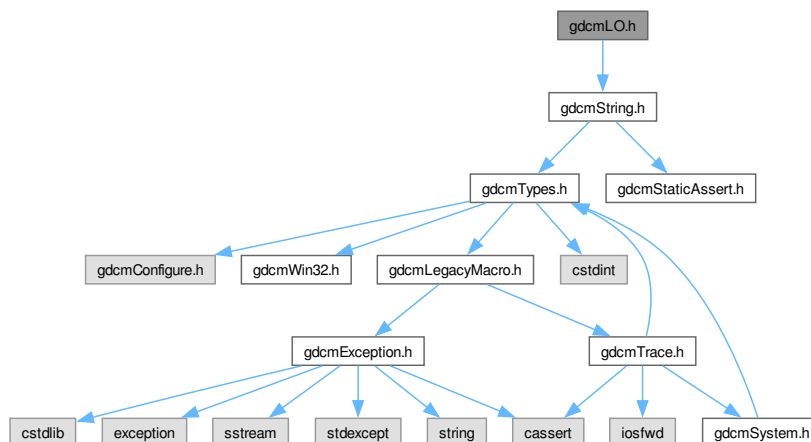 gdcmLO.h
gdcmString.h
gdcmTypes.h
gdcmStaticAssert.h
gdcmConfigure.h
gdcmWin32.h
gdcmLegacyMacro.h
cstdint
gdcmException.h
gdcmTrace.h
cstdlib
exception
sstream
stdexcept
string
cassert
iosfwd
gdcmSystem.h